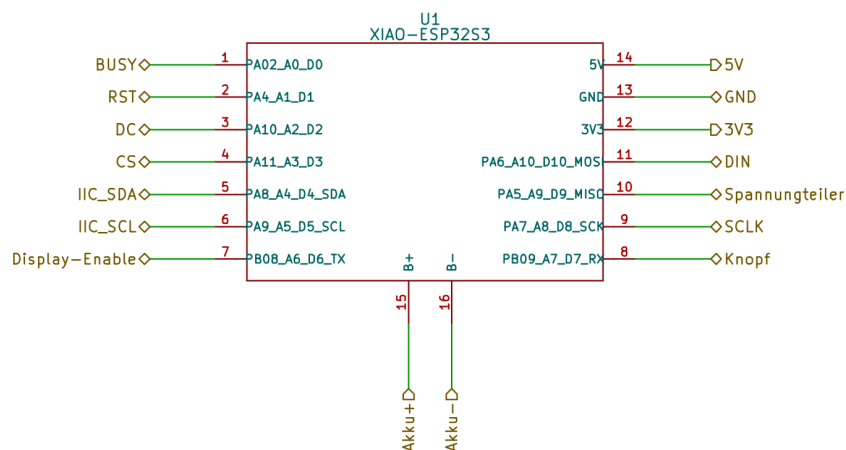 U1
XIAO-ESP32S3
BUSY 1 PA02_A0_D0 5V 14 5V
RST 2 PA4_A1_D1 GND 13 GND
DC 3 PA10_A2_D2 3V3 12 3V3
CS 4 PA11_A3_D3 PA6_A10_D10_MOSI 11 DIN
IIC_SDA 5 PA8_A4_D4_SDA PA5_A9_D9_MISO 10 Spannungteiler
IIC_SCL 6 PA9_A5_D5_SCL PA7_A8_D8_SCK 9 SCLK
Display-Enable 7 PB08_A6_D6_TX PB09_A7_D7_RX 8 Knopf
B+ B-
15 16
Akku+ Akku-